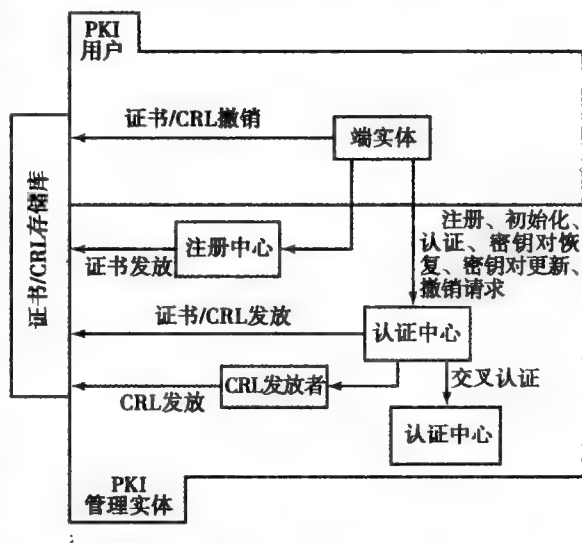 PKI
用户
证书/CRL撤销
端实体
证书/CRL存储库
注册、初始化、
认证、密钥对恢
复、密钥对更新、
撤销请求
注册中心
证书发放
证书/CRL发放
认证中心
CRL发放者
CRL发放
交叉认证
认证中心
PKI
管理实体